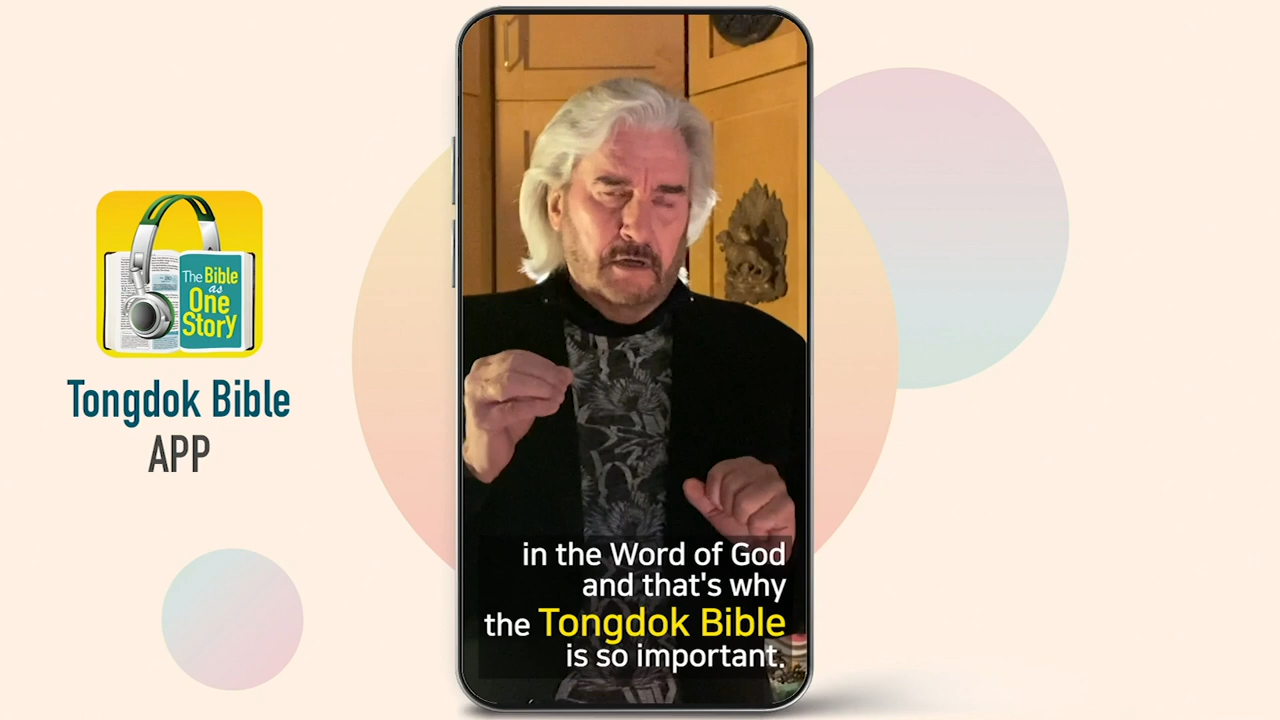 The Bible
as
One
Story
Tongdok Bible
APP
in the Word of God
and that's why
the Tongdok Bible
is so important.